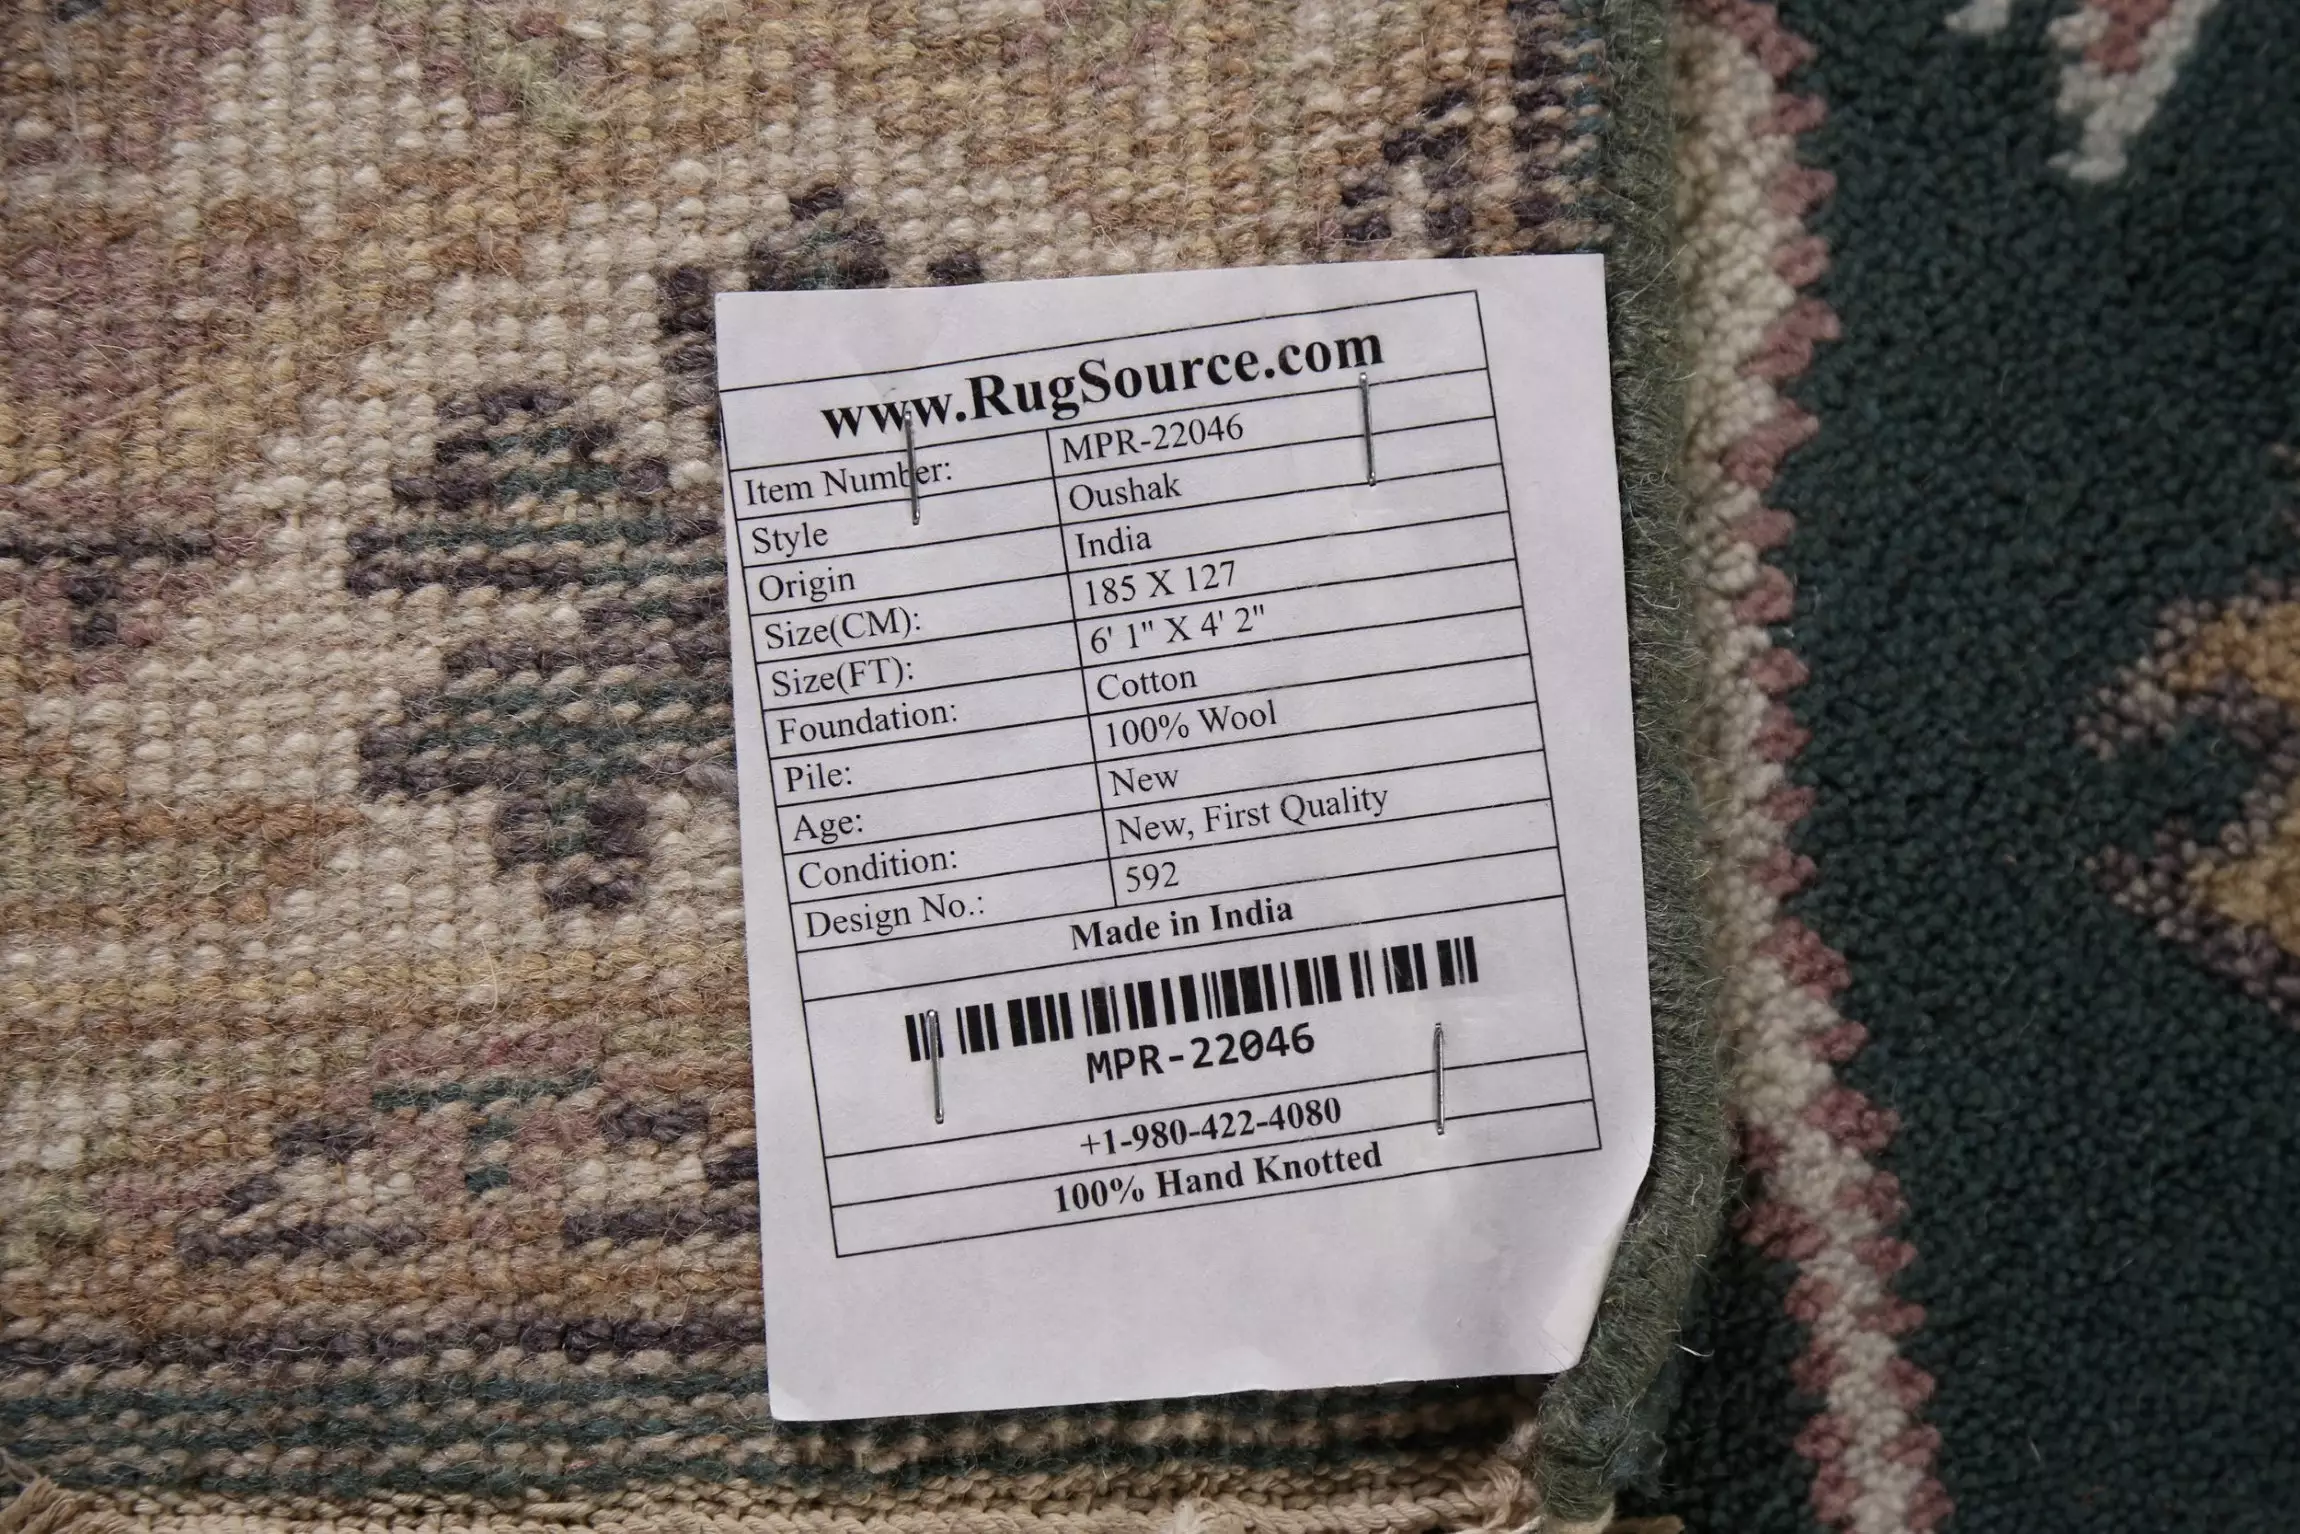 www.RugSource.com
Item Number: MPR-22046
Style Oushak
Origin India
Size(CM): 185 X 127
Size(FT): 6' 1" X 4' 2"
Foundation: Cotton
Pile: 100% Wool
Age: New
Condition: New, First Quality
Design No.: 592
Made in India
MPR-22046
+1-980-422-4080
100% Hand Knotted